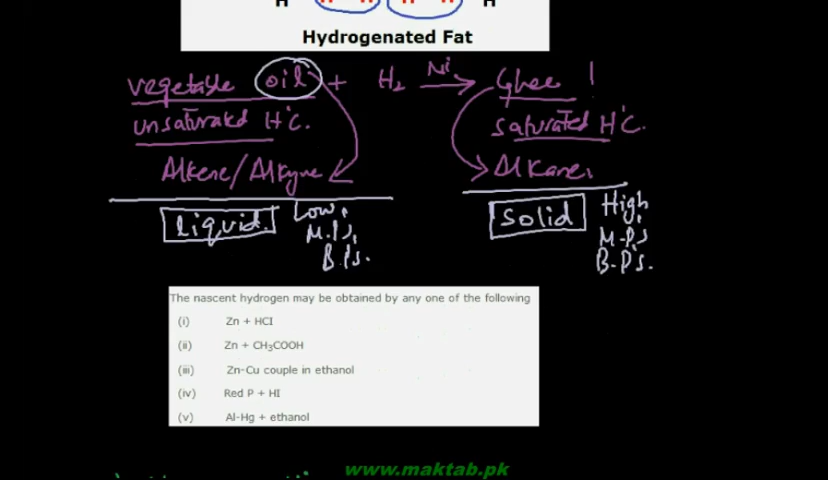 H H H H H H
Hydrogenated Fat
vegetable oil + H2 Ni → Ghee !
unsaturated H'C. saturated H'C.
Alkene/Alkyne Alkane.
liquid. Low, solid High
M.P's, M.P's
B.P's. B.P's.
The nascent hydrogen may be obtained by any one of the following
(i) Zn + HCl
(ii) Zn + CH₃COOH
(iii) Zn-Cu couple in ethanol
(iv) Red P + HI
(v) Al-Hg + ethanol
www.maktab.pk